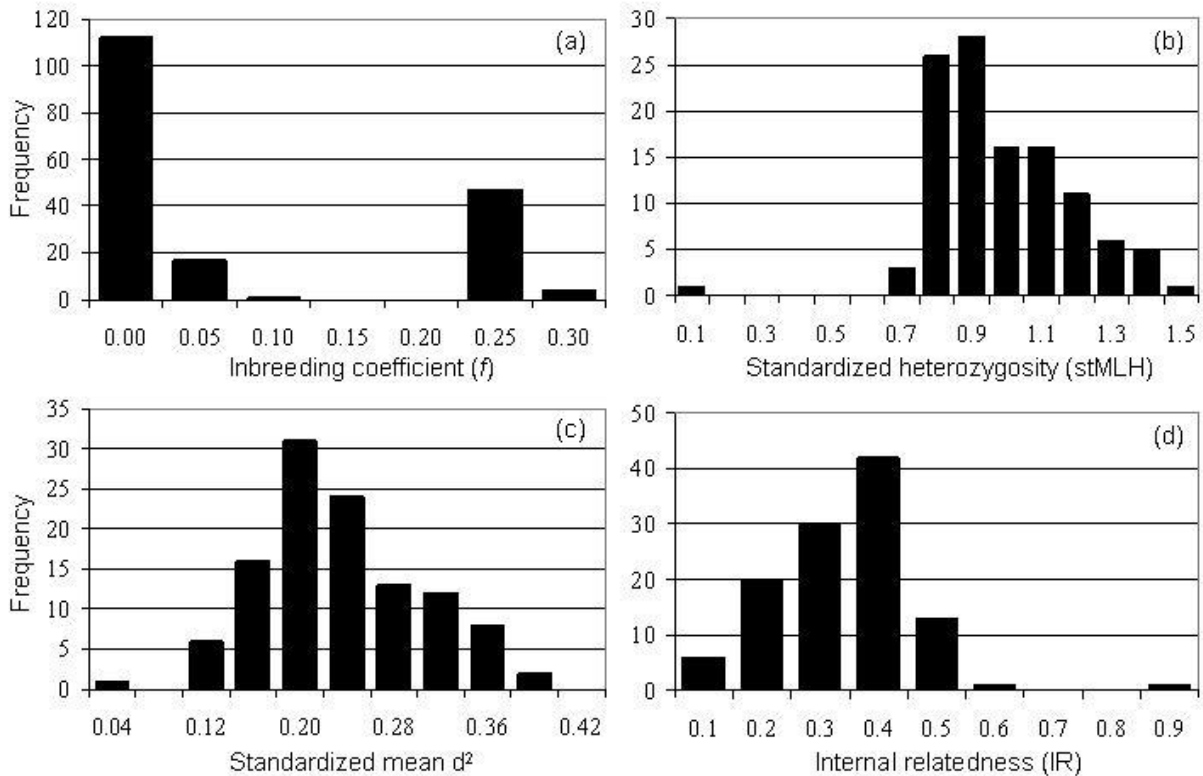 (a)
Frequency
120
100
80
60
40
20
0
0.00 0.05 0.10 0.15 0.20 0.25 0.30
Inbreeding coefficient (f)
(b)
30
25
20
15
10
5
0
0.1 0.3 0.5 0.7 0.9 1.1 1.3 1.5
Standardized heterozygosity (stMLH)
(c)
Frequency
35
30
25
20
15
10
5
0
0.04 0.12 0.20 0.28 0.36 0.42
Standardized mean d²
(d)
50
40
30
20
10
0
0.1 0.2 0.3 0.4 0.5 0.6 0.7 0.8 0.9
Internal relatedness (IR)